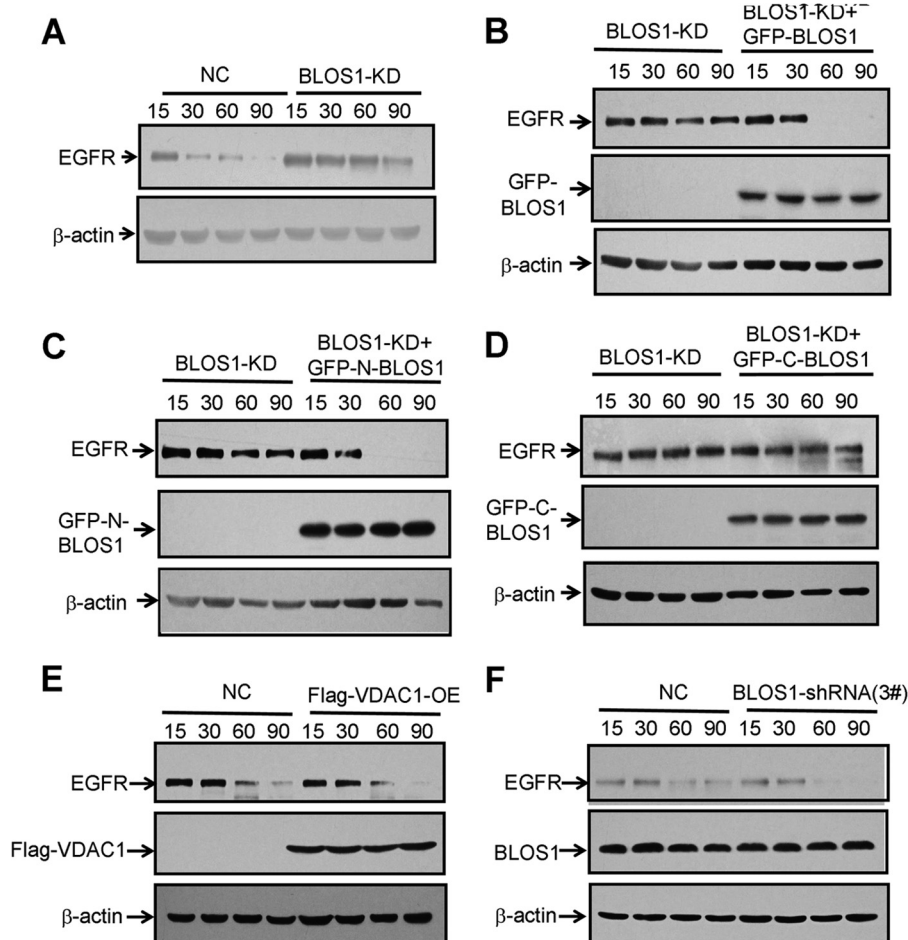 A
NC BLOS1-KD
15 30 60 90 15 30 60 90
EGFR
β-actin
B
BLOS1-KD
BLOS1-KD+
GFP-BLOS1
15 30 60 90 15 30 60 90
EGFR
GFP-
BLOS1
β-actin
C
BLOS1-KD
BLOS1-KD+
GFP-N-BLOS1
15 30 60 90 15 30 60 90
EGFR
GFP-N-
BLOS1
β-actin
D
BLOS1-KD
BLOS1-KD+
GFP-C-BLOS1
15 30 60 90 15 30 60 90
EGFR
GFP-C-
BLOS1
β-actin
E
NC Flag-VDAC1-OE
15 30 60 90 15 30 60 90
EGFR
Flag-VDAC1
β-actin
F
NC BLOS1-shRNA(3#)
15 30 60 90 15 30 60 90
EGFR
BLOS1
β-actin